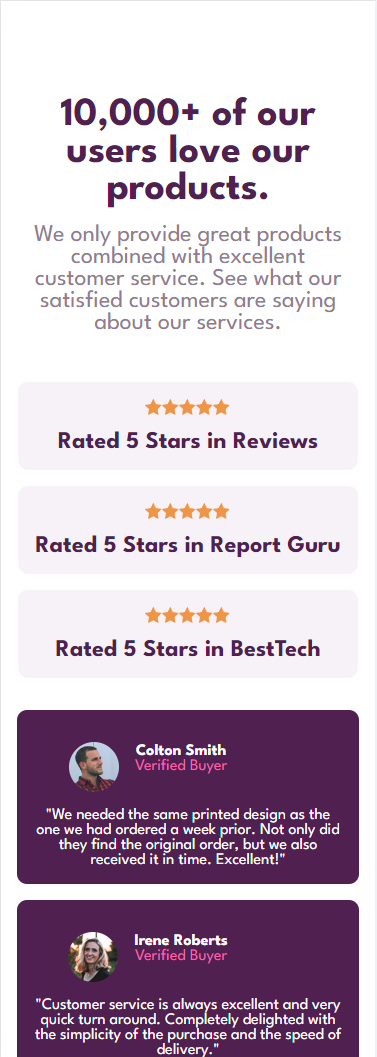 10,000+ of our
users love our
products.
We only provide great products
combined with excellent
customer service. See what our
satisfied customers are saying
about our services.
Rated 5 Stars in Reviews
Rated 5 Stars in Report Guru
Rated 5 Stars in BestTech
Colton Smith
Verified Buyer
"We needed the same printed design as the
one we had ordered a week prior. Not only did
they find the original order, but we also
received it in time. Excellent!"
Irene Roberts
Verified Buyer
"Customer service is always excellent and very
quick turn around. Completely delighted with
the simplicity of the purchase and the speed of
delivery."